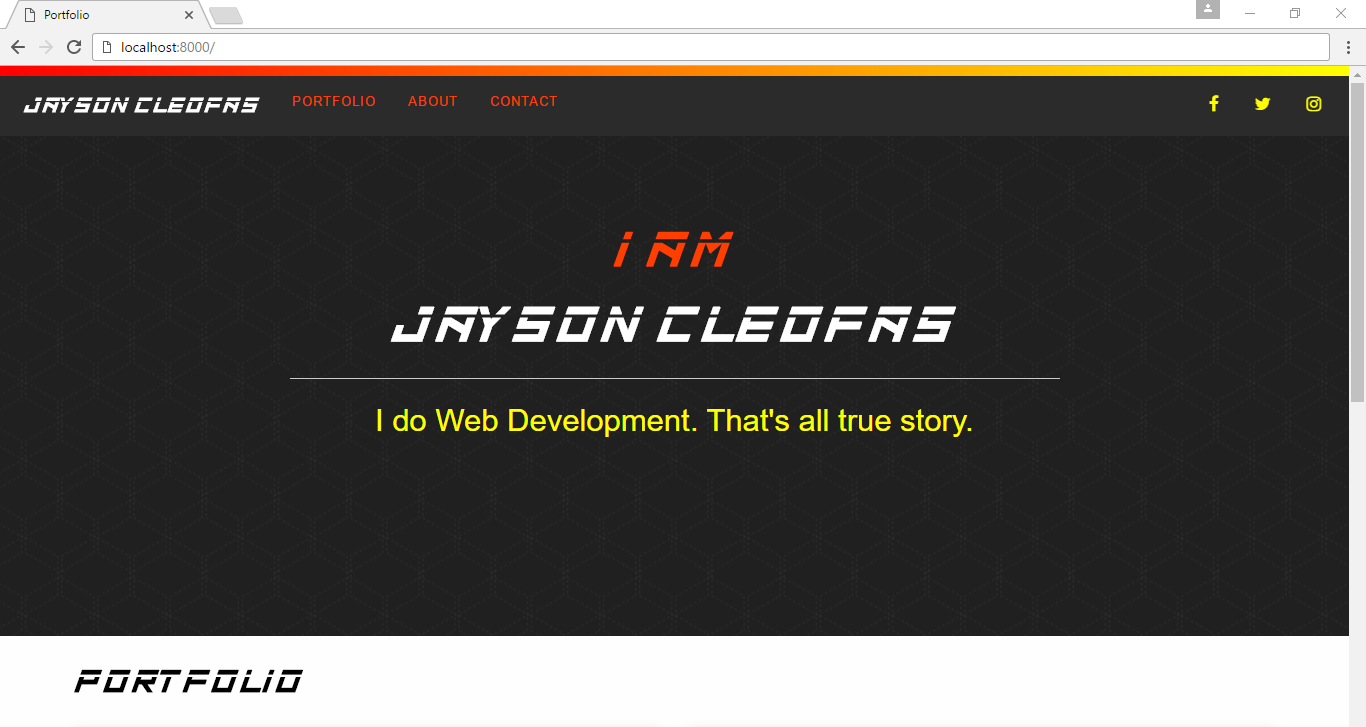 Portfolio
localhost:8000/
JAYSON CLEOFAS PORTFOLIO ABOUT CONTACT
I AM
JAYSON CLEOFAS
I do Web Development. That's all true story.
PORTFOLIO